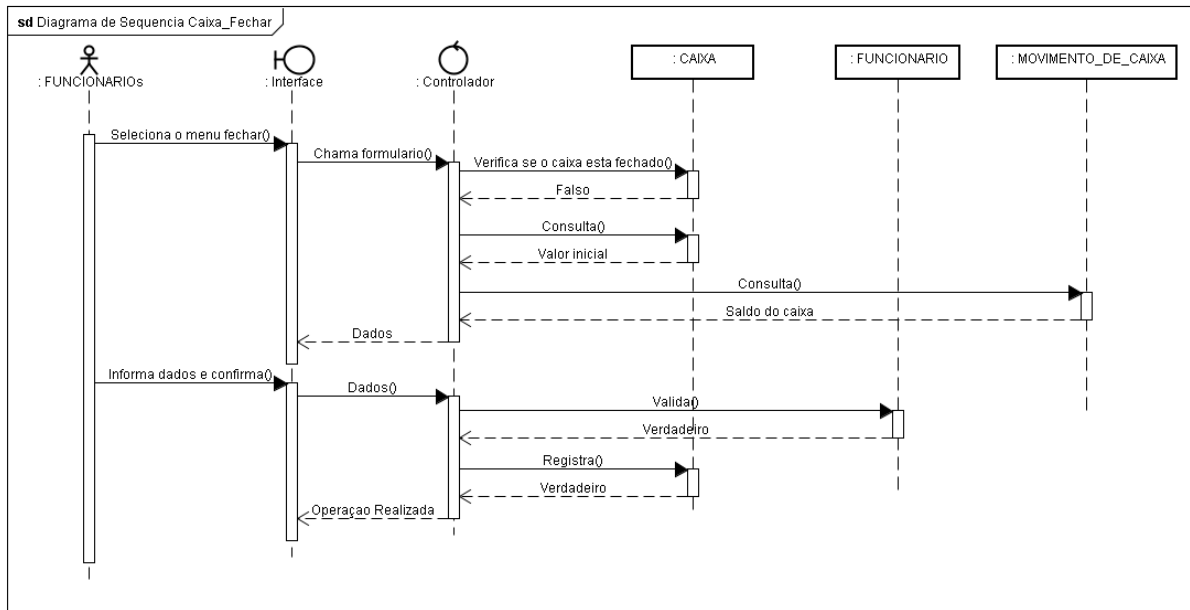 sd Diagrama de Sequencia Caixa_Fechar
: FUNCIONARIOs
: Interface
: Controlador
: CAIXA
: FUNCIONARIO
: MOVIMENTO_DE_CAIXA
Seleciona o menu fechar()
Chama formulario()
Verifica se o caixa esta fechado()
Falso
Consulta()
Valor inicial
Consulta()
Saldo do caixa
Dados
Informa dados e confirma()
Dados()
Valida()
Verdadeiro
Registra()
Verdadeiro
Operaçao Realizada